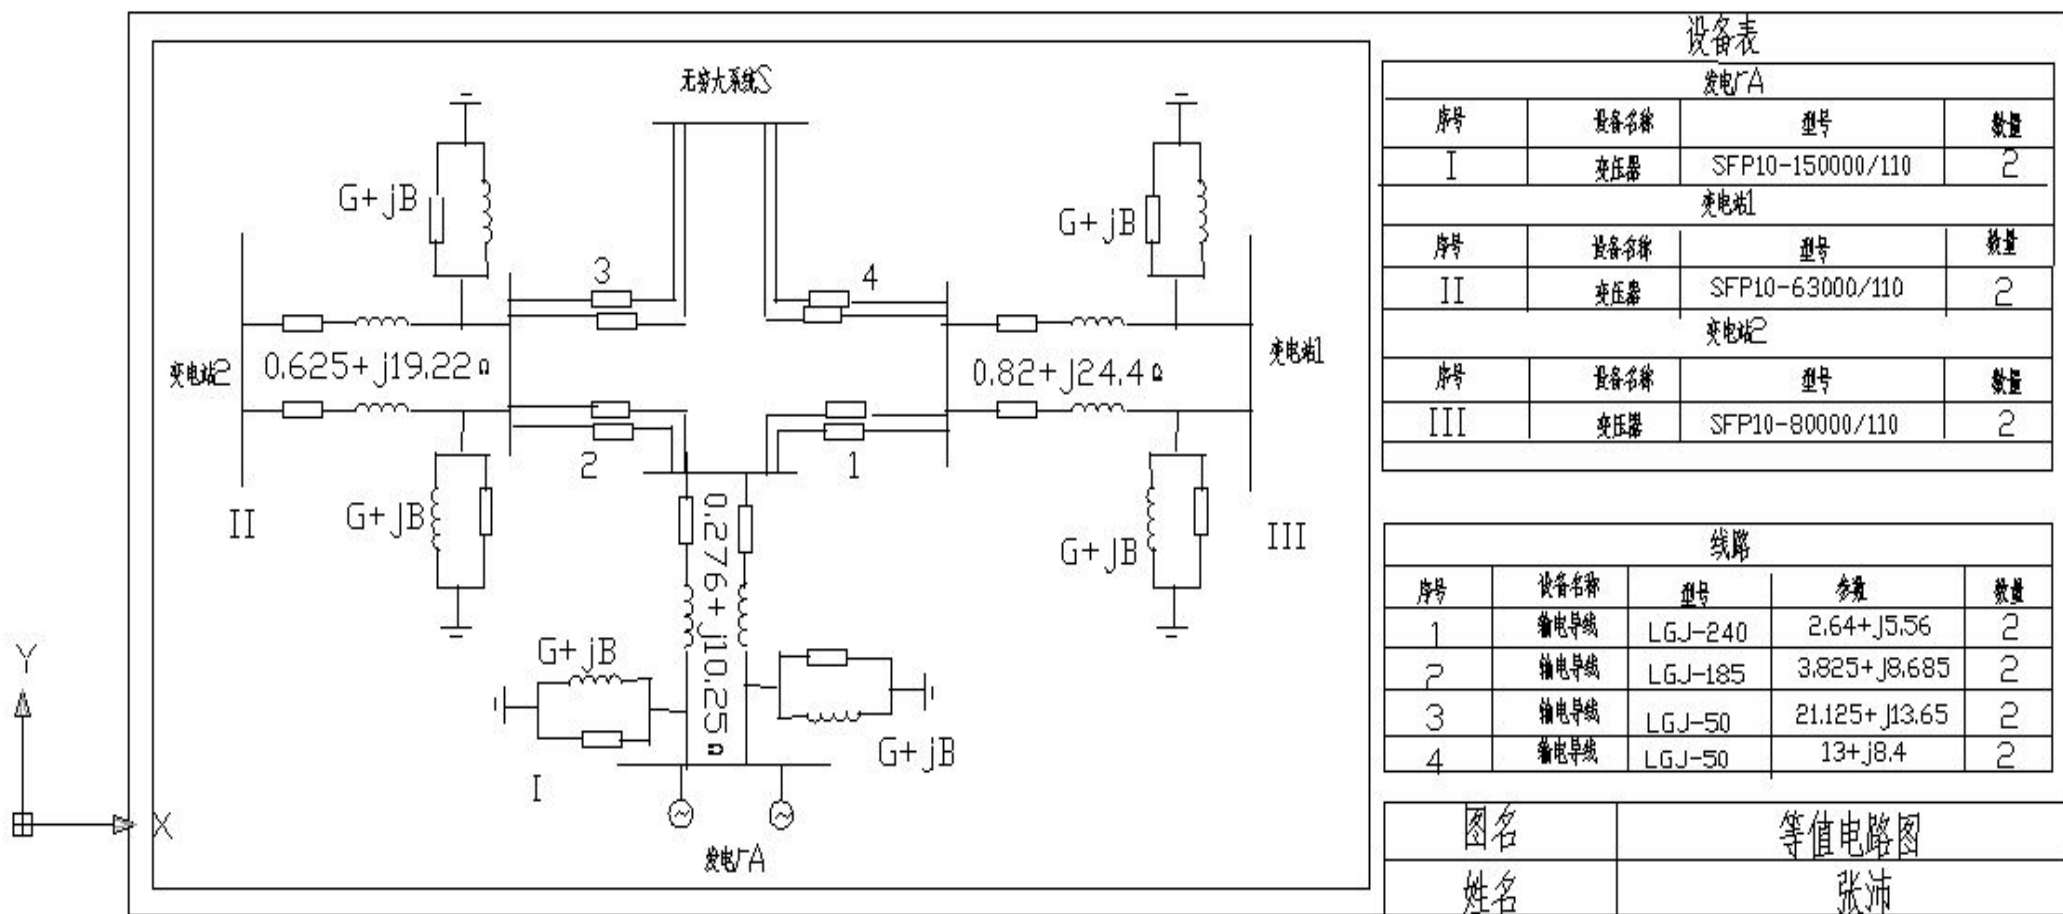 无穷大系统S
G+jB
G+jB
3
4
变电站2
0.625+j19.22Ω
0.82+j24.4Ω
变电站1
2
1
II
G+jB
G+jB
III
0.276+j10.25Ω
G+jB
G+jB
I
发电厂A
Y
X
设备表
发电厂A
序号 设备名称 型号 数量
I 变压器 SFP10-150000/110 2
变电站1
序号 设备名称 型号 数量
II 变压器 SFP10-63000/110 2
变电站2
序号 设备名称 型号 数量
III 变压器 SFP10-80000/110 2
线路
序号 设备名称 型号 参数 数量
1 输电导线 LGJ-240 2.64+j5.56 2
2 输电导线 LGJ-185 3.825+j8.685 2
3 输电导线 LGJ-50 21.125+j13.65 2
4 输电导线 LGJ-50 13+j8.4 2
图名 等值电路图
姓名 张沛